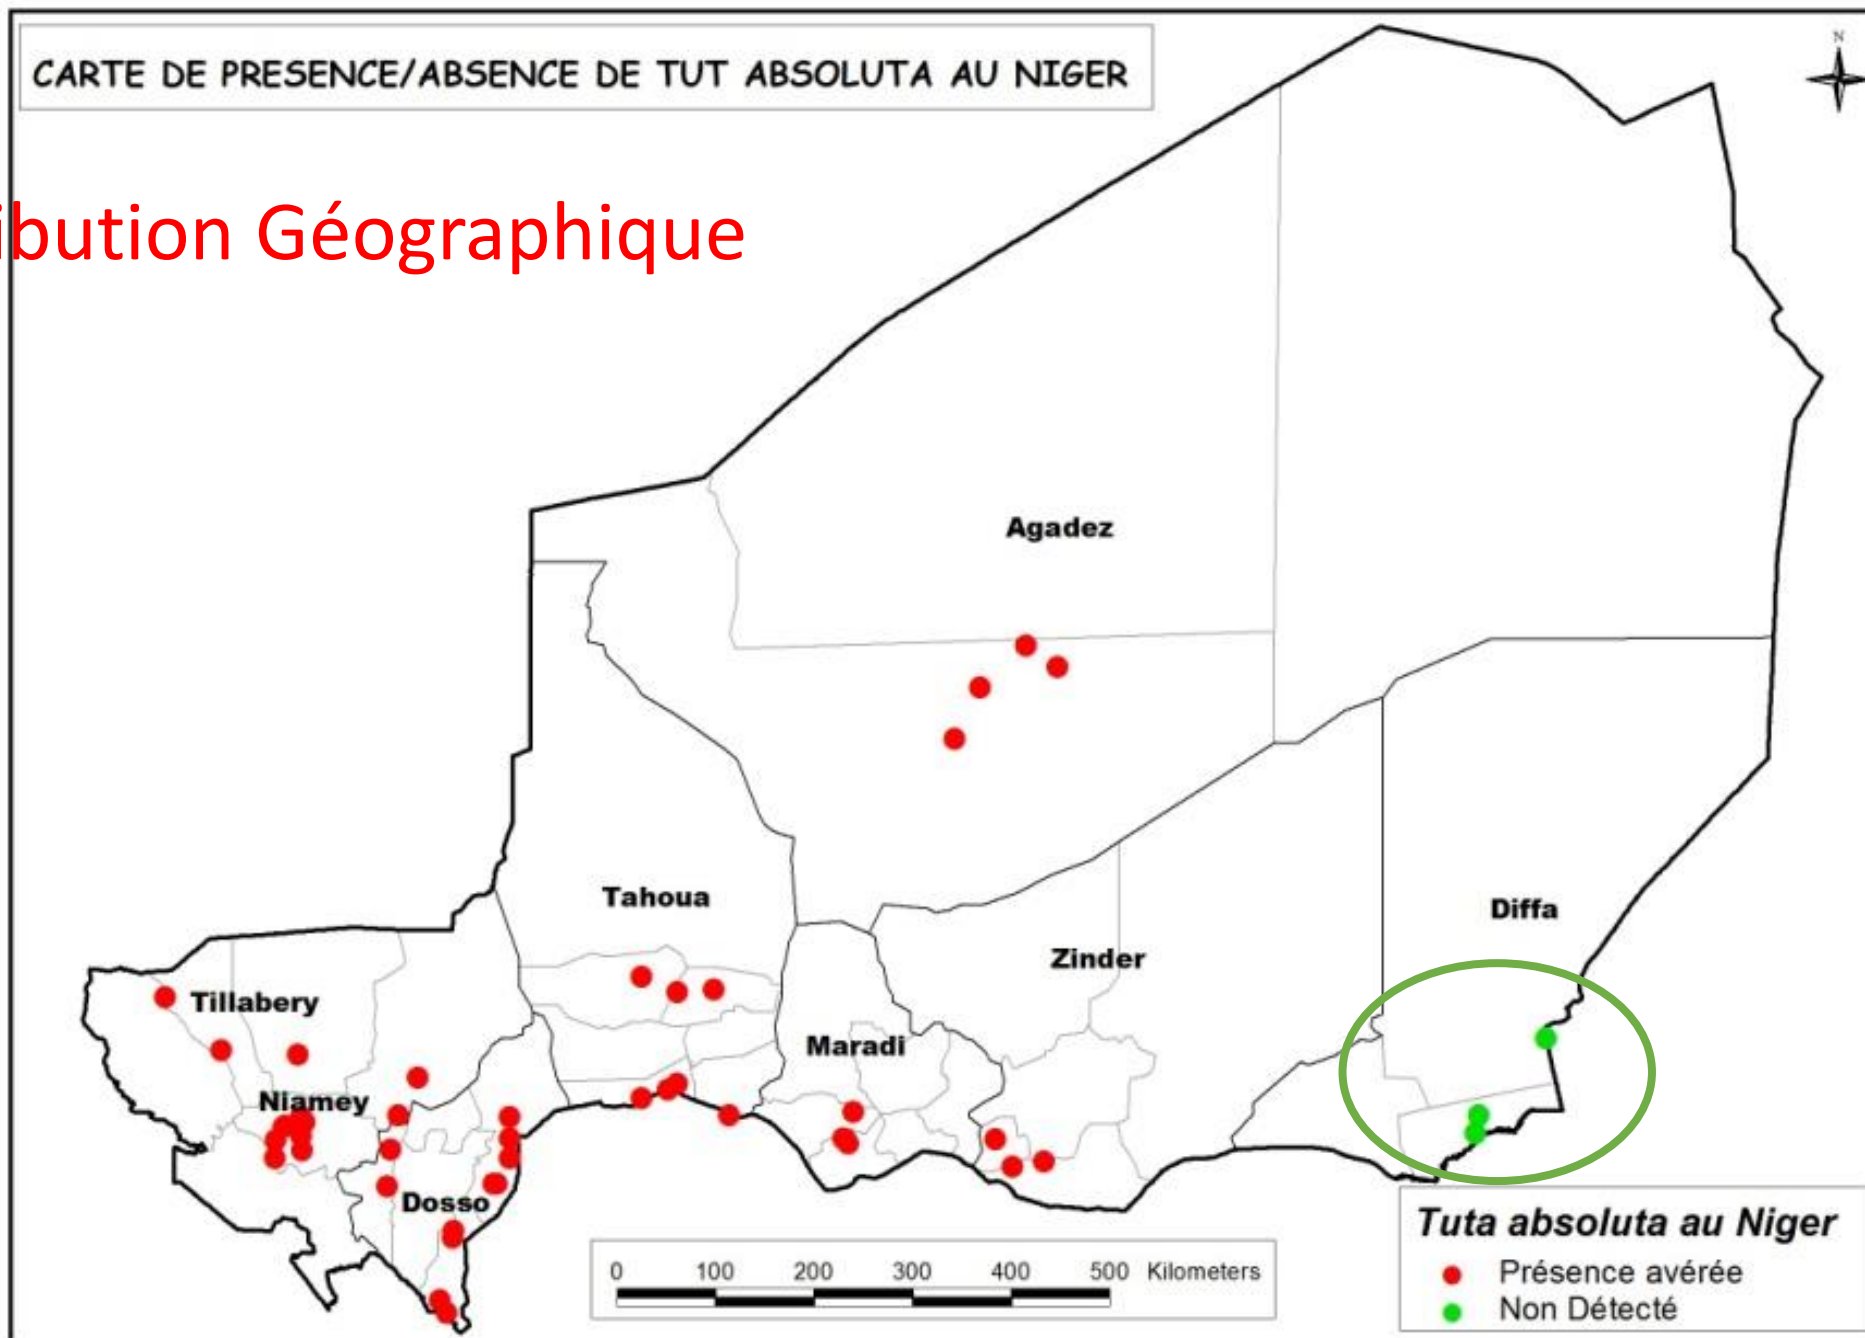 N
CARTE DE PRESENCE/ABSENCE DE TUT ABSOLUTA AU NIGER
ibution Géographique
Agadez
Tahoua
Diffa
Zinder
Tillabery
Maradi
Niamey
Dosso
Tuta absoluta au Niger
0 100 200 300 400 500 Kilometers
Présence avérée
Non Détecté